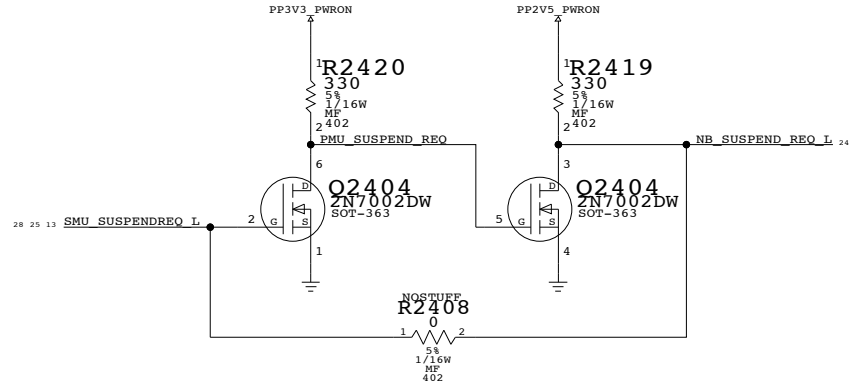 PP3V3_PWRON
PP2V5_PWRON
1
R2420
330
5%
1/16W
MF
402
2
1
R2419
330
5%
1/16W
MF
402
2
PMU_SUSPEND_REQ
NB_SUSPEND_REQ_L 24
6
D
Q2404
2N7002DW
SOT-363
3
D
Q2404
2N7002DW
SOT-363
28 25 13 SMU_SUSPENDREQ_L
2
G
S
1
5
G
S
4
NOSTUFF
R2408
0
1
2
5%
1/16W
MF
402